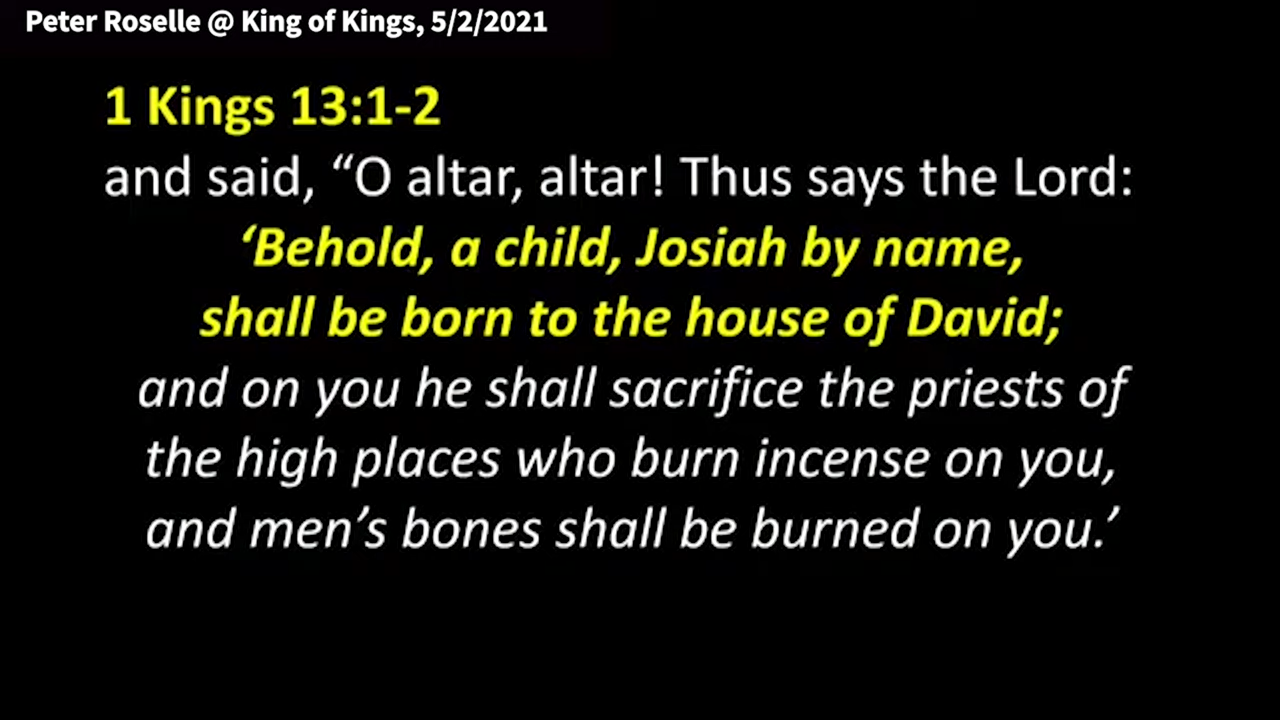 Peter Roselle @ King of Kings, 5/2/2021
1 Kings 13:1-2
and said, “O altar, altar! Thus says the Lord:
‘Behold, a child, Josiah by name,
shall be born to the house of David;
and on you he shall sacrifice the priests of
the high places who burn incense on you,
and men’s bones shall be burned on you.’